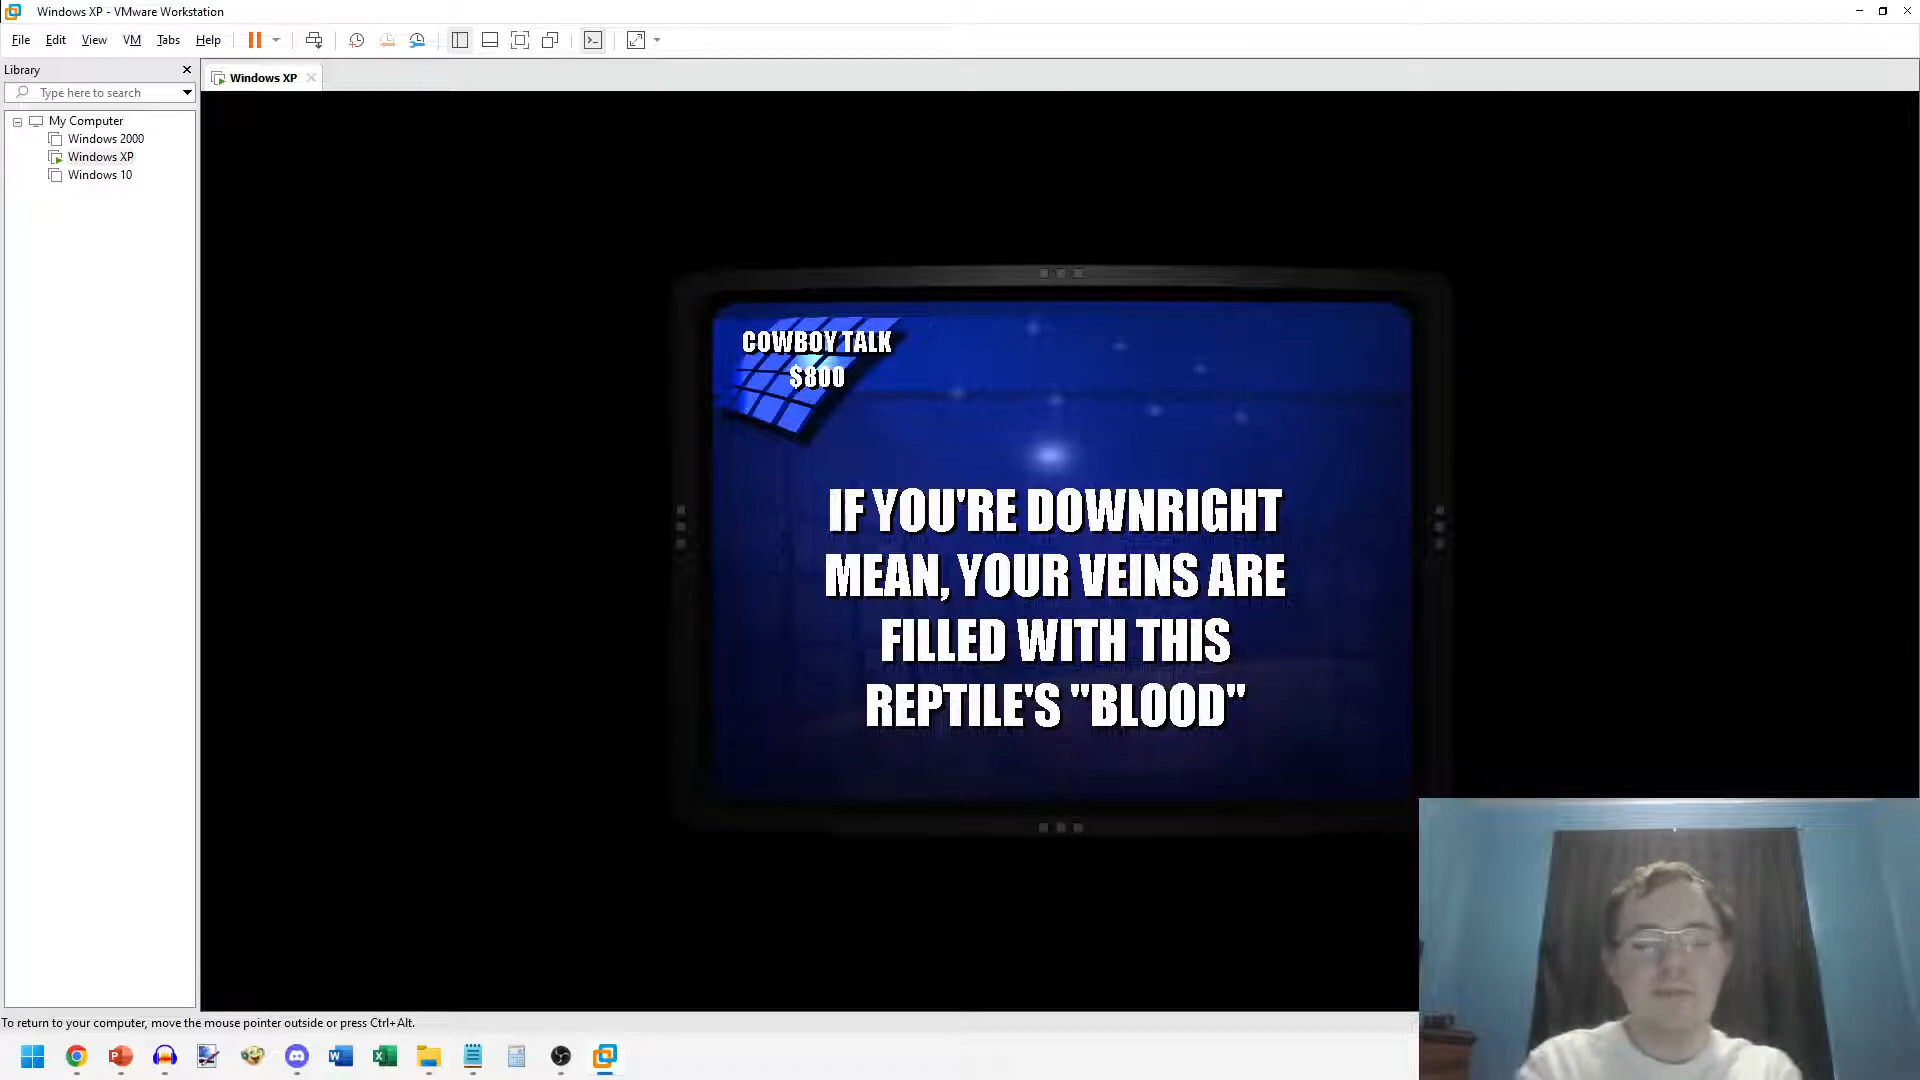 Windows XP - VMware Workstation
File Edit View VM Tabs Help
Library
Type here to search
My Computer
Windows 2000
Windows XP
Windows 10
Windows XP
COWBOY TALK
$800
IF YOU'RE DOWNRIGHT
MEAN, YOUR VEINS ARE
FILLED WITH THIS
REPTILE'S "BLOOD"
To return to your computer, move the mouse pointer outside or press Ctrl+Alt.